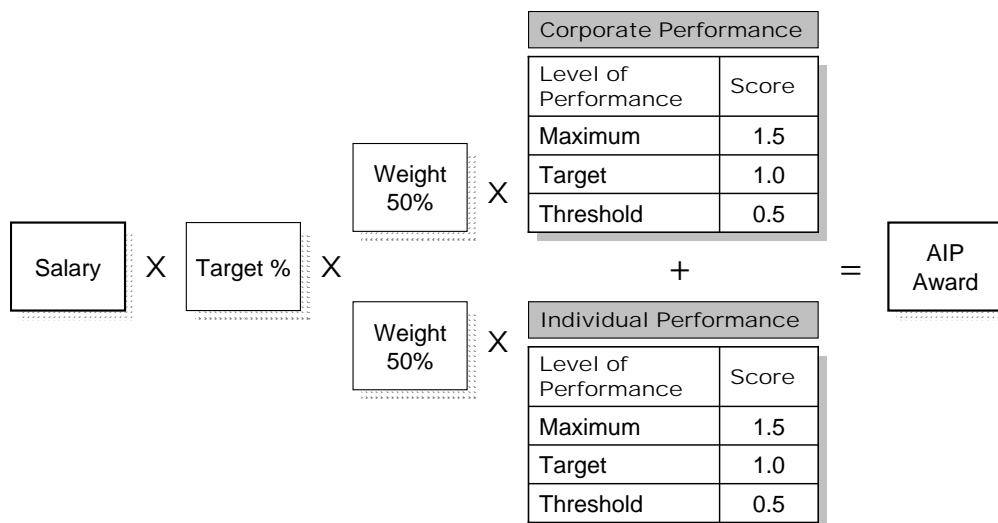 Corporate Performance
Level of
Performance
Score
Maximum 1.5
Target 1.0
Threshold 0.5
Weight
50%
X
Salary X Target % X
+
=
AIP
Award
Weight
50%
X
Individual Performance
Level of
Performance
Score
Maximum 1.5
Target 1.0
Threshold 0.5